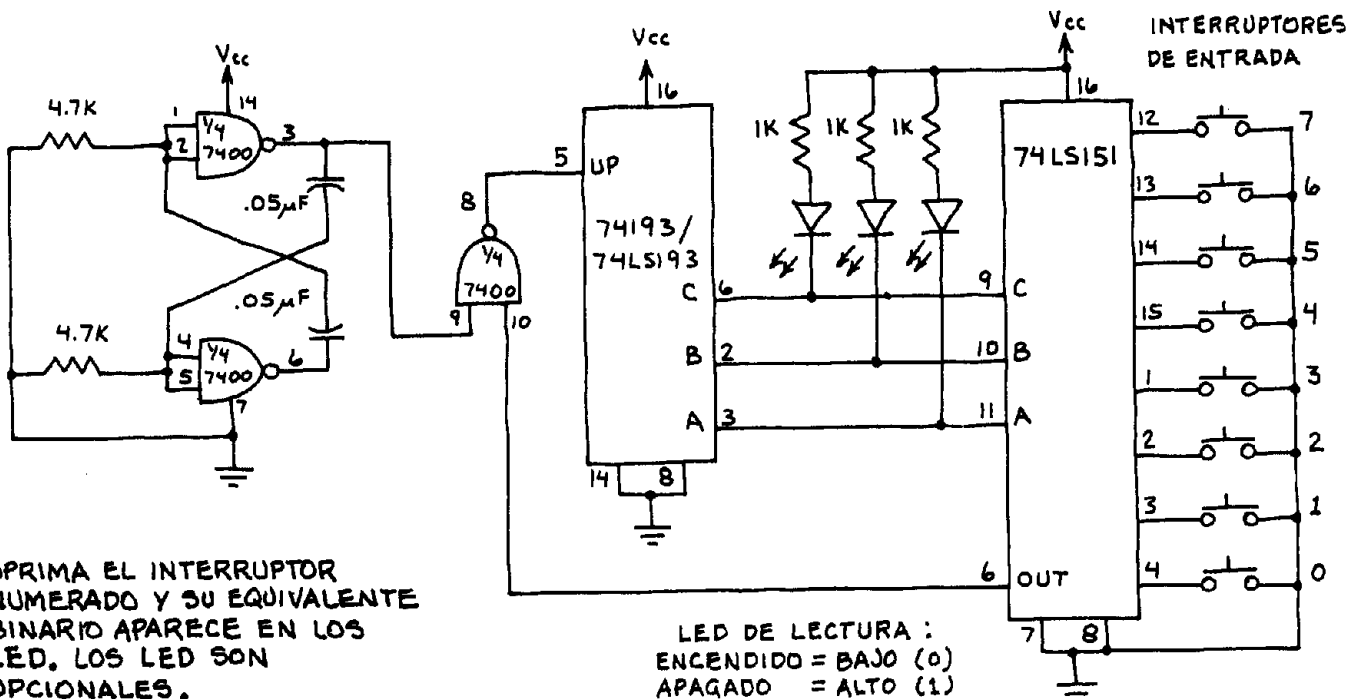 Vcc
4.7K
1
2
14
1/4
7400
3
.05µF
.05µF
4.7K
4
5
1/4
7400
6
7
8
1/4
7400
9
10
Vcc
16
5 UP
74193/
74LS193
C 6
B 2
A 3
14 8
1K 1K 1K
Vcc
16
74LS151
9 C
10 B
11 A
6 OUT
7 8
INTERRUPTORES
DE ENTRADA
12 7
13 6
14 5
15 4
1 3
2 2
3 1
4 0
OPRIMA EL INTERRUPTOR
NUMERADO Y SU EQUIVALENTE
BINARIO APARECE EN LOS
LED. LOS LED SON
OPCIONALES.
LED DE LECTURA :
ENCENDIDO = BAJO (0)
APAGADO = ALTO (1)